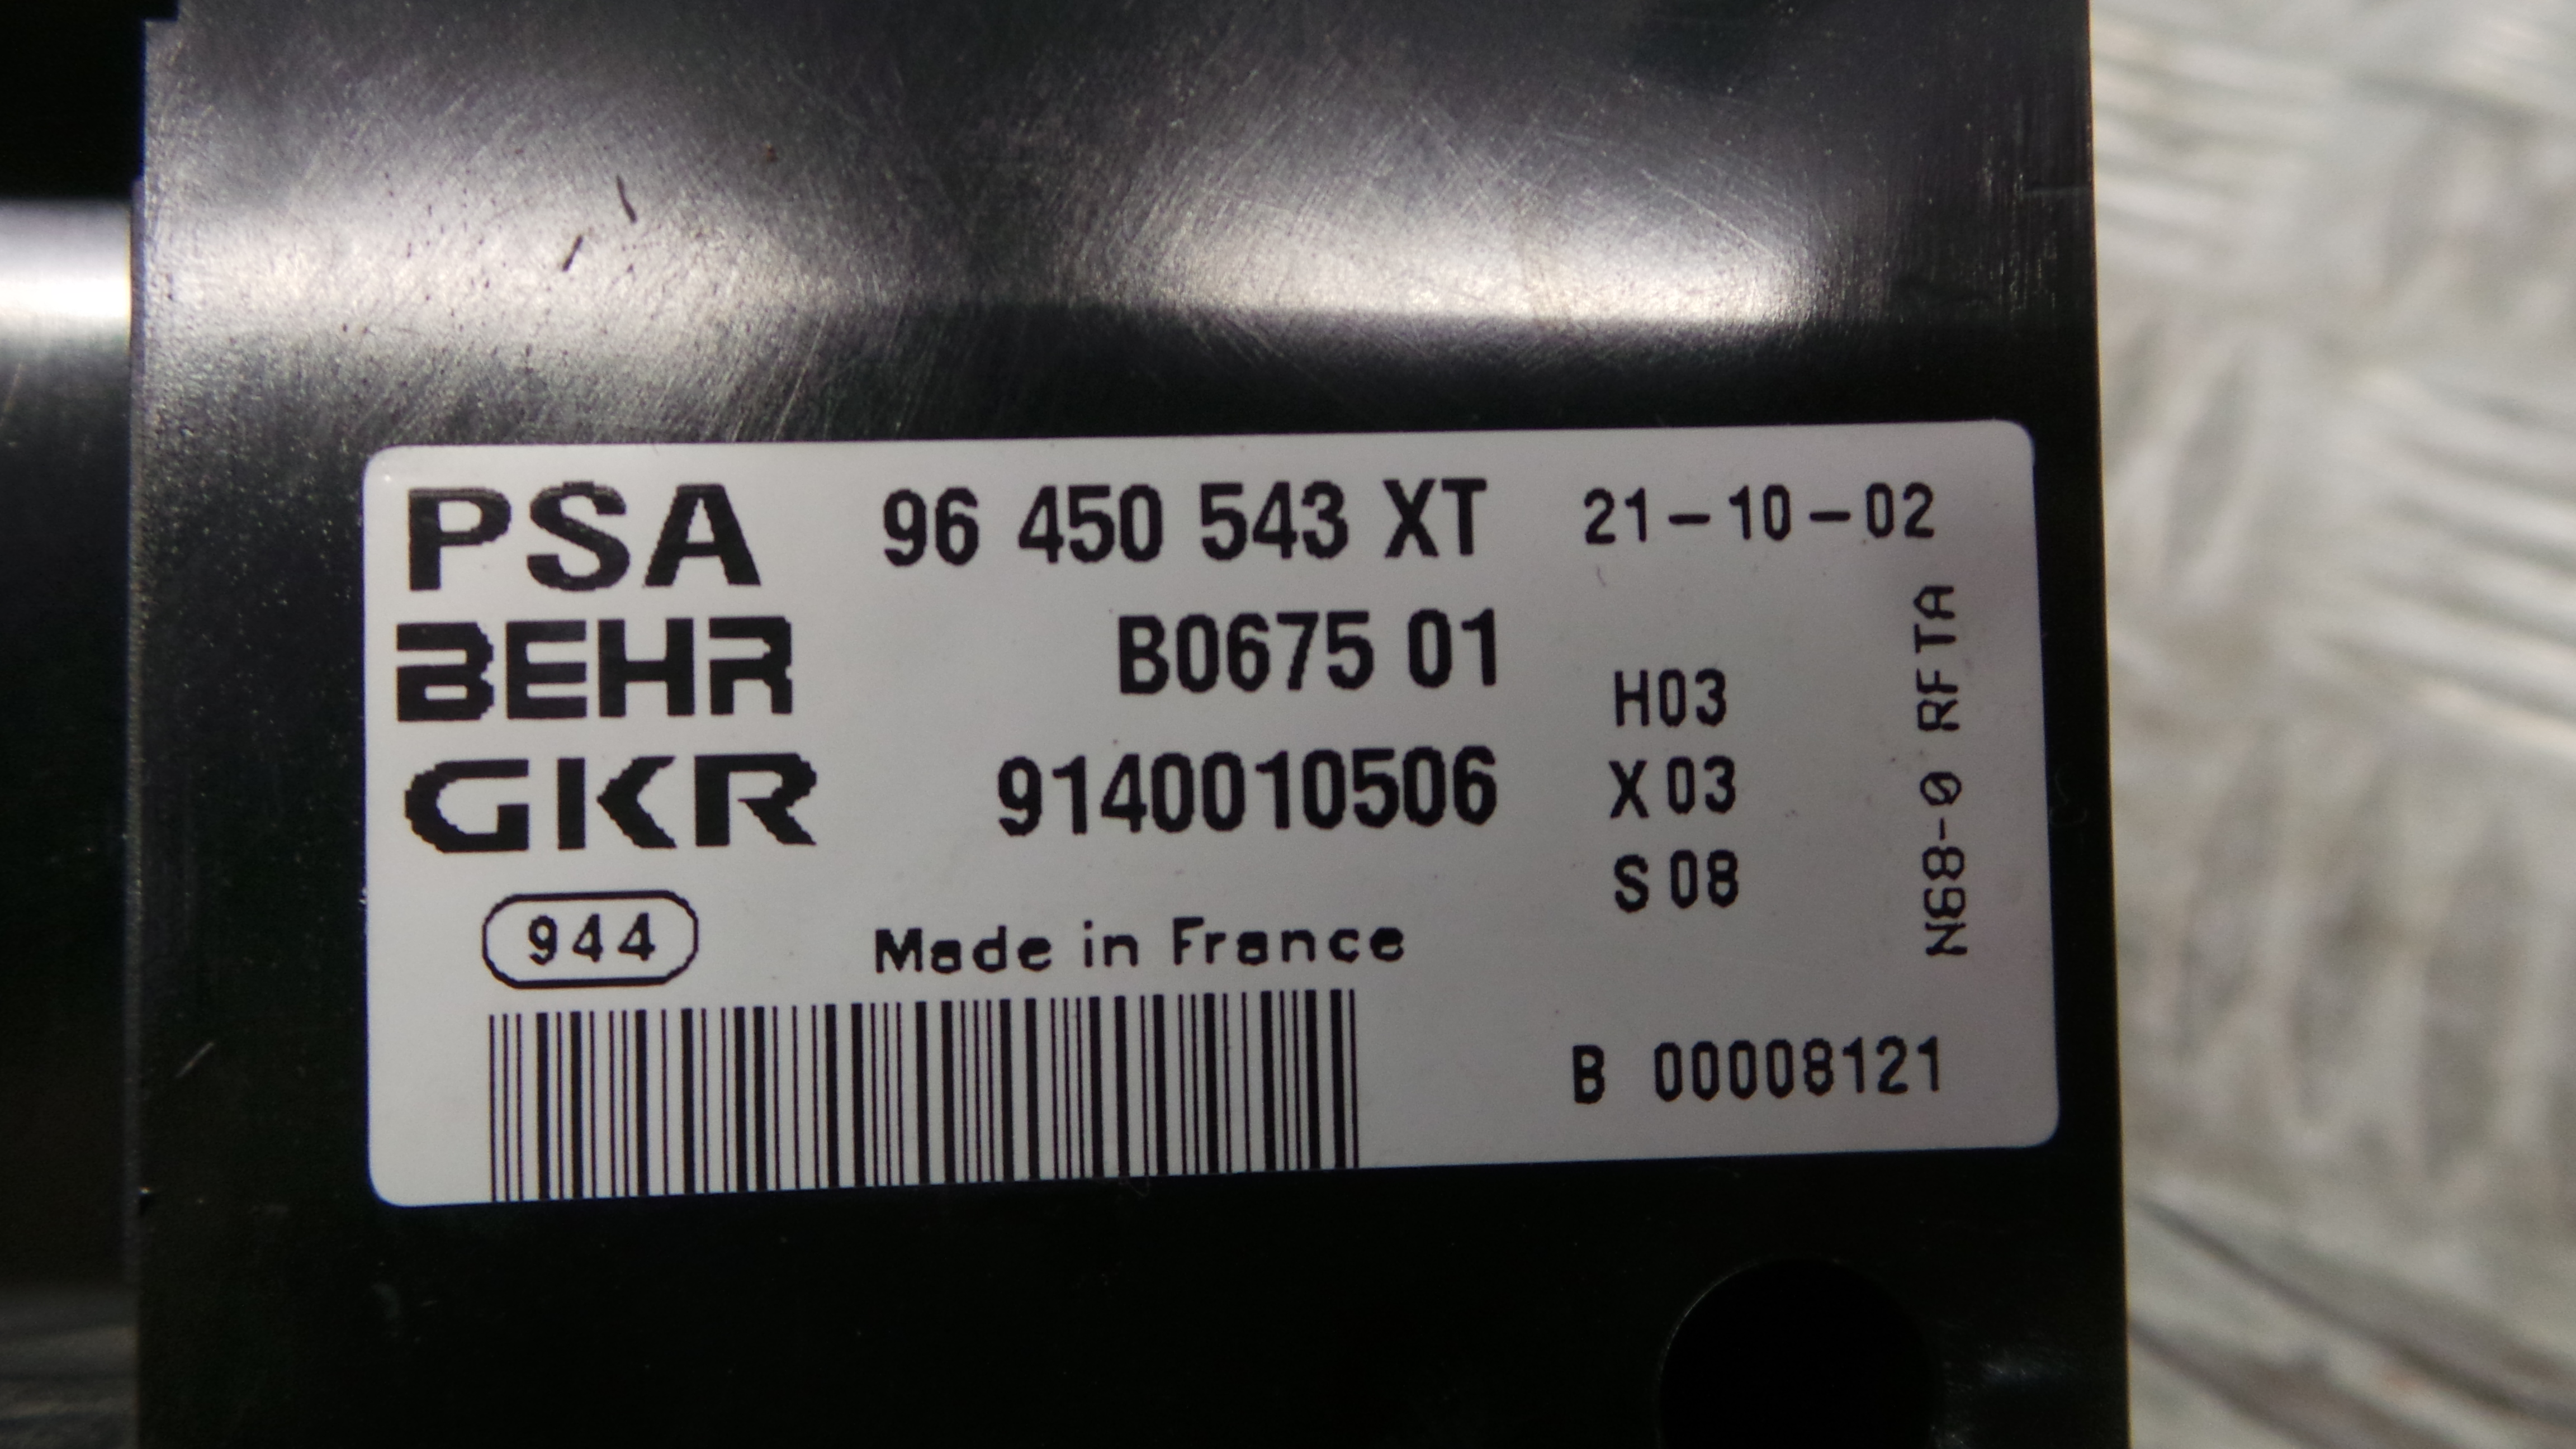 PSA 96 450 543 XT 21-10-02
BEHR B0675 01
GKR 9140010506
H03
X03
S08
N68-0 RFTA
944 Made in France
B 00008121